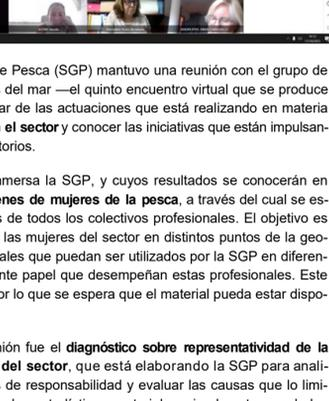 e Pesca (SGP) mantuvo una reunión con el grupo de
del mar —el quinto encuentro virtual que se produce
ar de las actuaciones que está realizando en materia
el sector y conocer las iniciativas que están impulsan-
torios.
mersa la SGP, y cuyos resultados se conocerán en
enes de mujeres de la pesca, a través del cual se es-
s de todos los colectivos profesionales. El objetivo es
las mujeres del sector en distintos puntos de la geo-
ales que puedan ser utilizados por la SGP en diferen-
nte papel que desempeñan estas profesionales. Este
or lo que se espera que el material pueda estar dispo-
nión fue el diagnóstico sobre representatividad de la
del sector, que está elaborando la SGP para anali-
s de responsabilidad y evaluar las causas que lo limi-